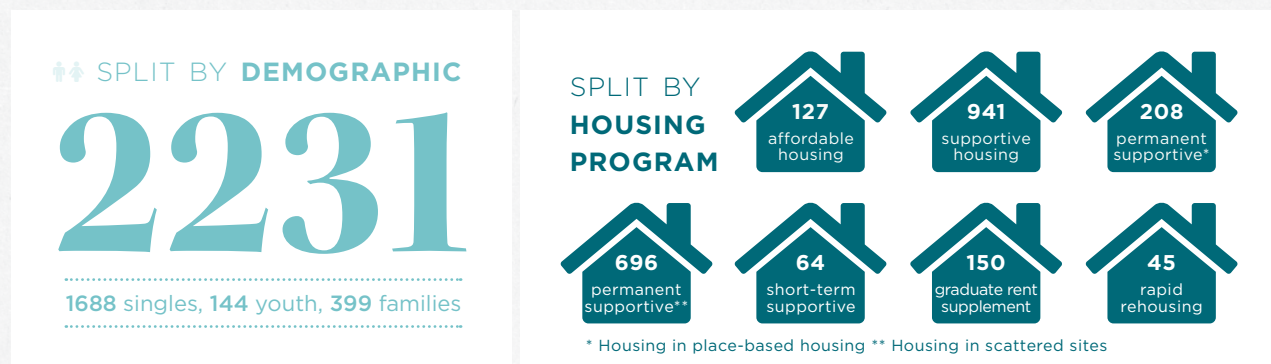 SPLIT BY DEMOGRAPHIC
2231
1688 singles, 144 youth, 399 families
SPLIT BY
HOUSING
PROGRAM
127
affordable
housing
941
supportive
housing
208
permanent
supportive*
696
permanent
supportive**
64
short-term
supportive
150
graduate rent
supplement
45
rapid
rehousing
* Housing in place-based housing ** Housing in scattered sites